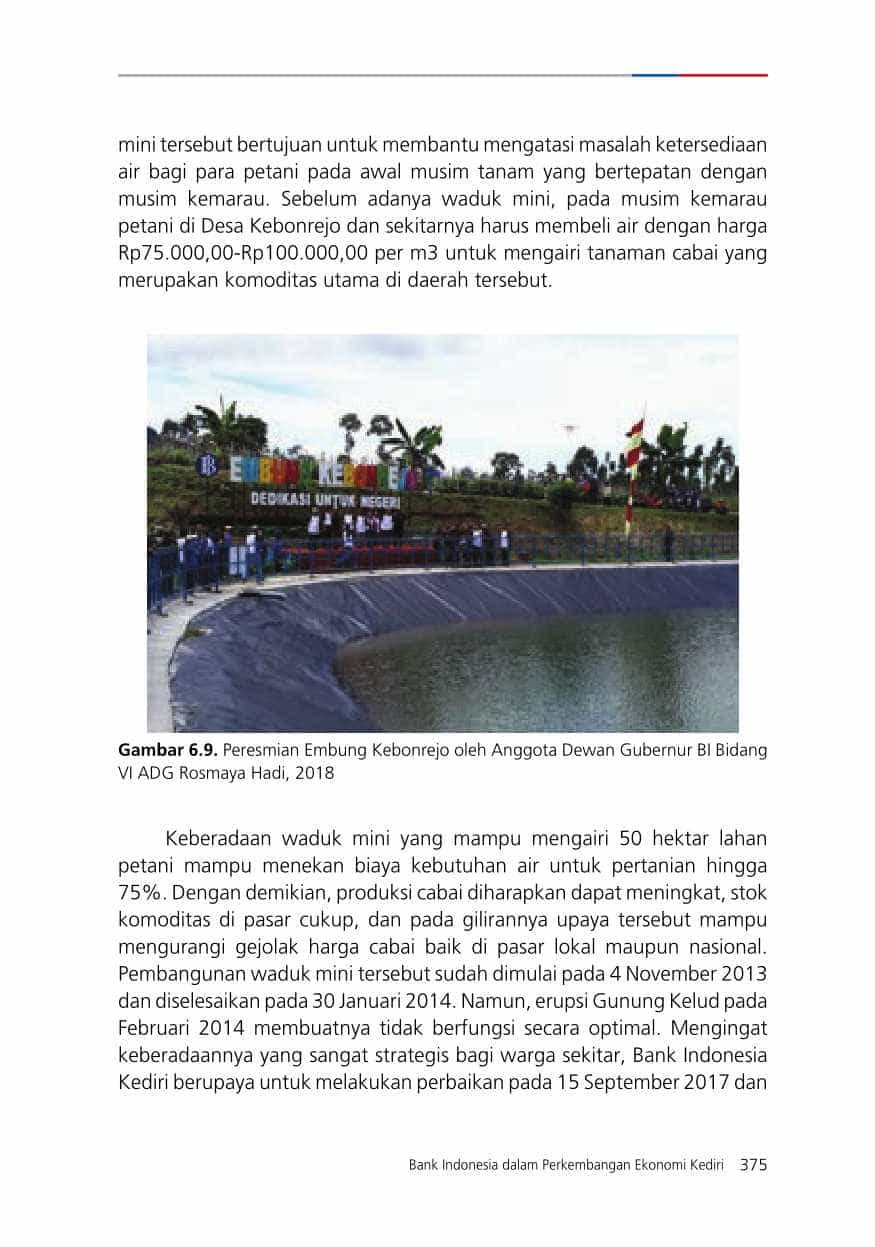 mini tersebut bertujuan untuk membantu mengatasi masalah ketersediaan
air bagi para petani pada awal musim tanam yang bertepatan dengan
musim kemarau. Sebelum adanya waduk mini, pada musim kemarau
petani di Desa Kebonrejo dan sekitarnya harus membeli air dengan harga
Rp75.000,00-Rp100.000,00 per m3 untuk mengairi tanaman cabai yang
merupakan komoditas utama di daerah tersebut.
EMBUNG KEBONREJO
DEDIKASI UNTUK NEGERI
Gambar 6.9. Peresmian Embung Kebonrejo oleh Anggota Dewan Gubernur BI Bidang
VI ADG Rosmaya Hadi, 2018
Keberadaan waduk mini yang mampu mengairi 50 hektar lahan
petani mampu menekan biaya kebutuhan air untuk pertanian hingga
75%. Dengan demikian, produksi cabai diharapkan dapat meningkat, stok
komoditas di pasar cukup, dan pada gilirannya upaya tersebut mampu
mengurangi gejolak harga cabai baik di pasar lokal maupun nasional.
Pembangunan waduk mini tersebut sudah dimulai pada 4 November 2013
dan diselesaikan pada 30 Januari 2014. Namun, erupsi Gunung Kelud pada
Februari 2014 membuatnya tidak berfungsi secara optimal. Mengingat
keberadaannya yang sangat strategis bagi warga sekitar, Bank Indonesia
Kediri berupaya untuk melakukan perbaikan pada 15 September 2017 dan
Bank Indonesia dalam Perkembangan Ekonomi Kediri 375